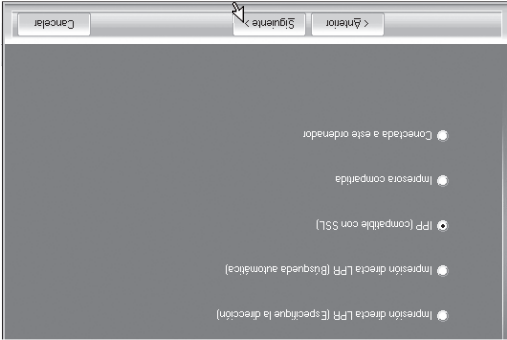 Impresión directa LPR (Especifique la dirección)
Impresión directa LPR (Búsqueda automática)
IPP (compatible con SSL)
Impresora compartida
Conectada a este ordenador
< Anterior
Siguiente >
Cancelar